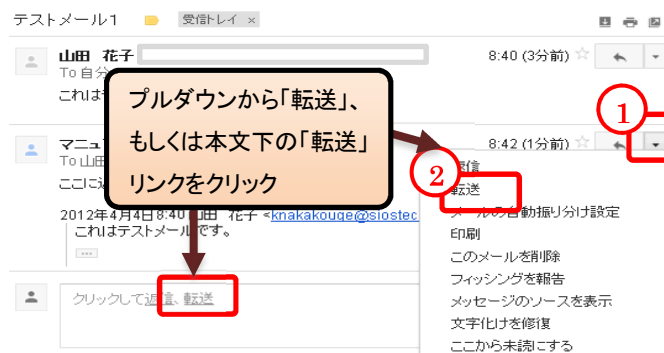 テストメール1 受信トレイ ×
山田 花子 8:40 (3分前)
To 自分
これは
プルダウンから「転送」、
もしくは本文下の「転送」
リンクをクリック
1
マニュ 8:42 (1分前)
To 山田
ここに
2
返信
転送
メールの自動振り分け設定
印刷
このメールを削除
フィッシングを報告
メッセージのソースを表示
文字化けを修復
ここから未読にする
2012年4月4日8:40 山田 花子 <knakakouge@siostec
これはテストメールです。
クリックして返信、転送